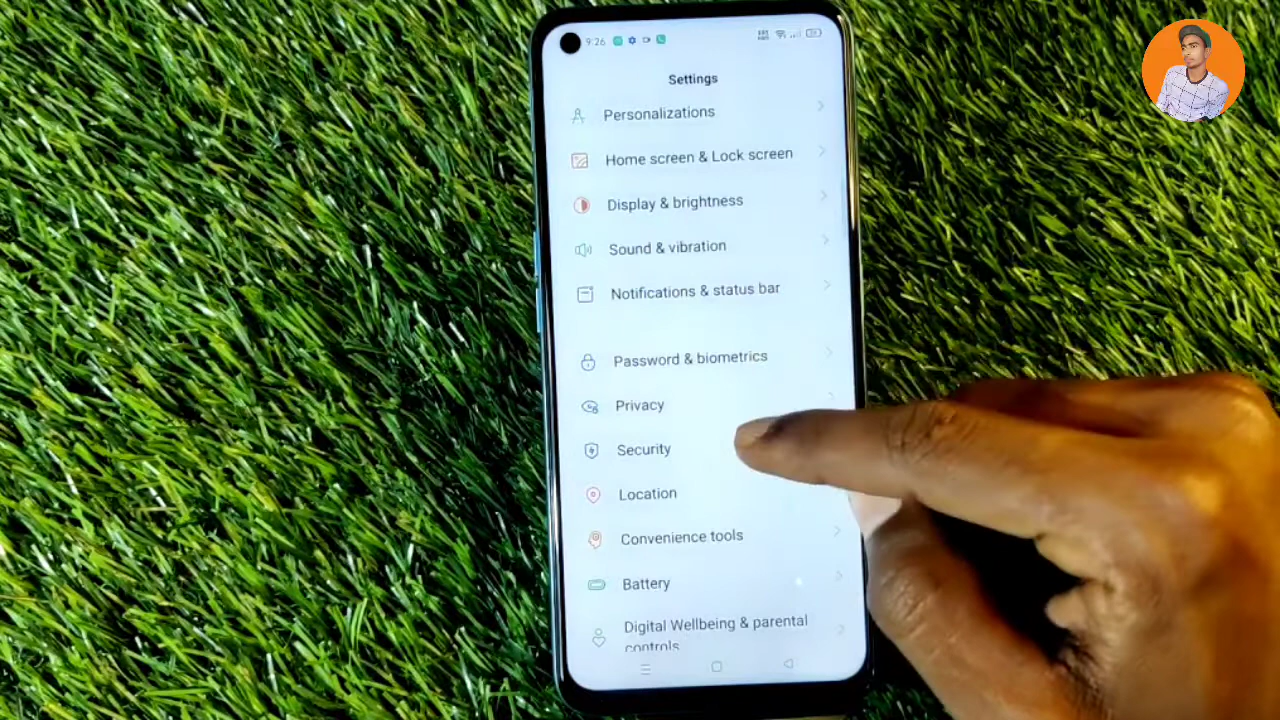 9:26
Settings
Personalizations
Home screen & Lock screen
Display & brightness
Sound & vibration
Notifications & status bar
Password & biometrics
Privacy
Security
Location
Convenience tools
Battery
Digital Wellbeing & parental
controls